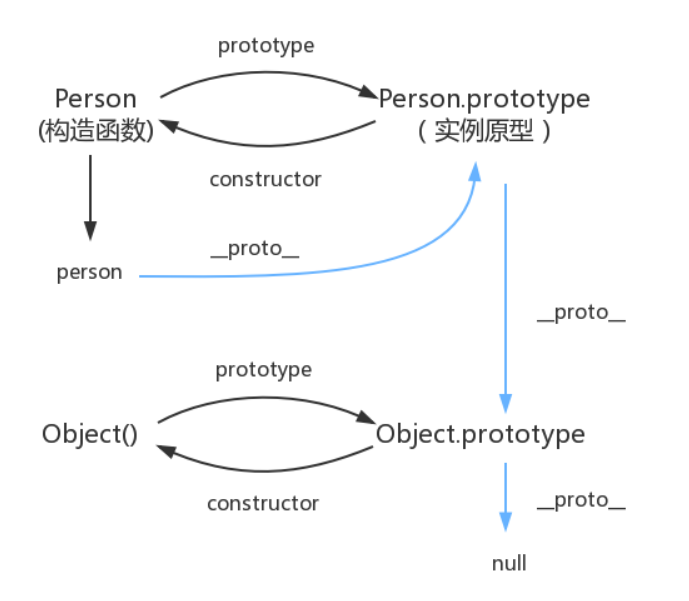 prototype
Person
Person.prototype
(构造函数)
（实例原型）
constructor
__proto__
person
__proto__
prototype
Object()
Object.prototype
constructor
__proto__
null